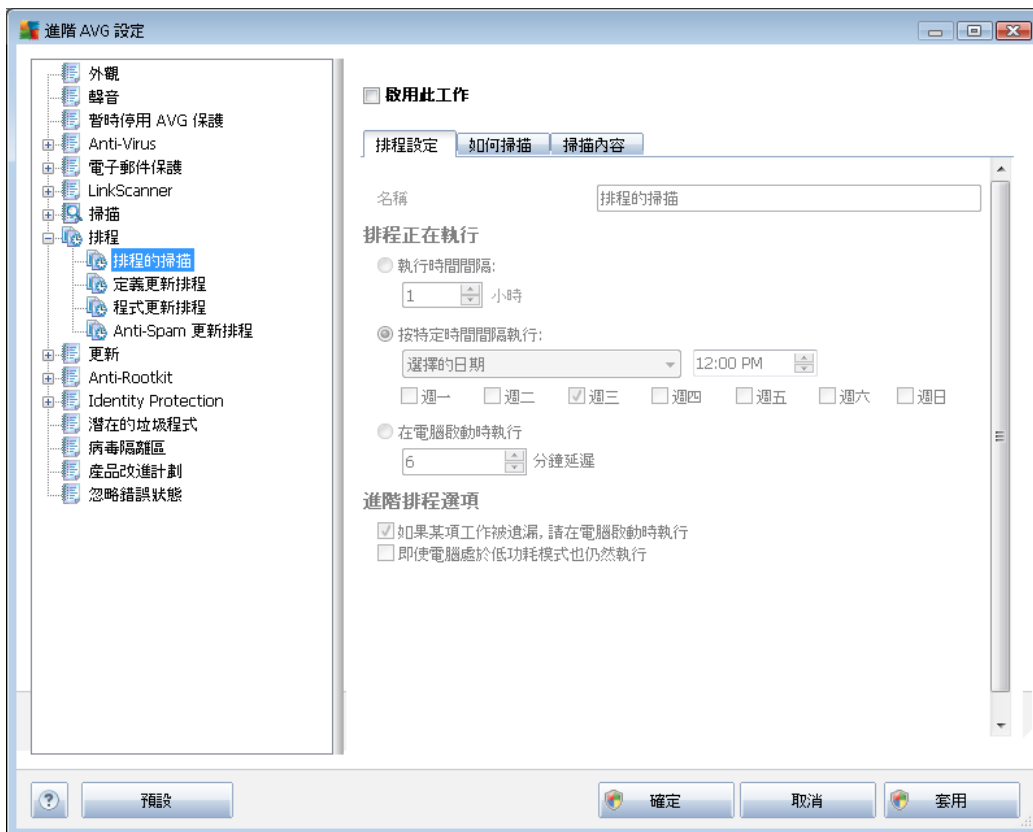 進階 AVG 設定
外觀
聲音
暫時停用 AVG 保護
Anti-Virus
電子郵件保護
LinkScanner
掃描
排程
排程的掃描
定義更新排程
程式更新排程
Anti-Spam 更新排程
更新
Anti-Rootkit
Identity Protection
潛在的垃圾程式
病毒隔離區
產品改進計劃
忽略錯誤狀態
啟用此工作
排程設定 如何掃描 掃描內容
名稱 排程的掃描
排程正在執行
執行時間間隔:
1 小時
按特定時間間隔執行:
選擇的日期 12:00 PM
週一 週二 週三 週四 週五 週六 週日
在電腦啟動時執行
6 分鐘延遲
進階排程選項
如果某項工作被遺漏, 請在電腦啟動時執行
即使電腦處於低功耗模式也仍然執行
? 預設 確定 取消 套用